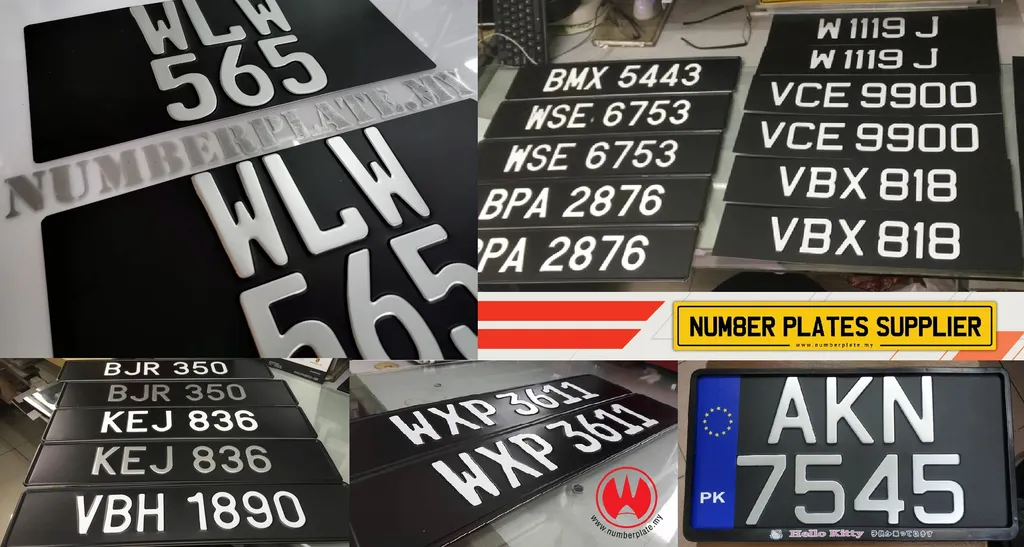 WLW
565
NUMBERPLATE.MY
WLW
565
BMX 5443
WSE 6753
WSE 6753
BPA 2876
PA 2876
W 1119 J
W 1119 J
VCE 9900
VCE 9900
VBX 818
VBX 818
NUM8ER PLATES SUPPLIER
www.numberplate.my
BJR 350
BJR 350
KEJ 836
KEJ 836
VBH 1890
WXP 3611
WXP 3611
www.numberplate.my
AKN
7545
PK
Hello Kitty